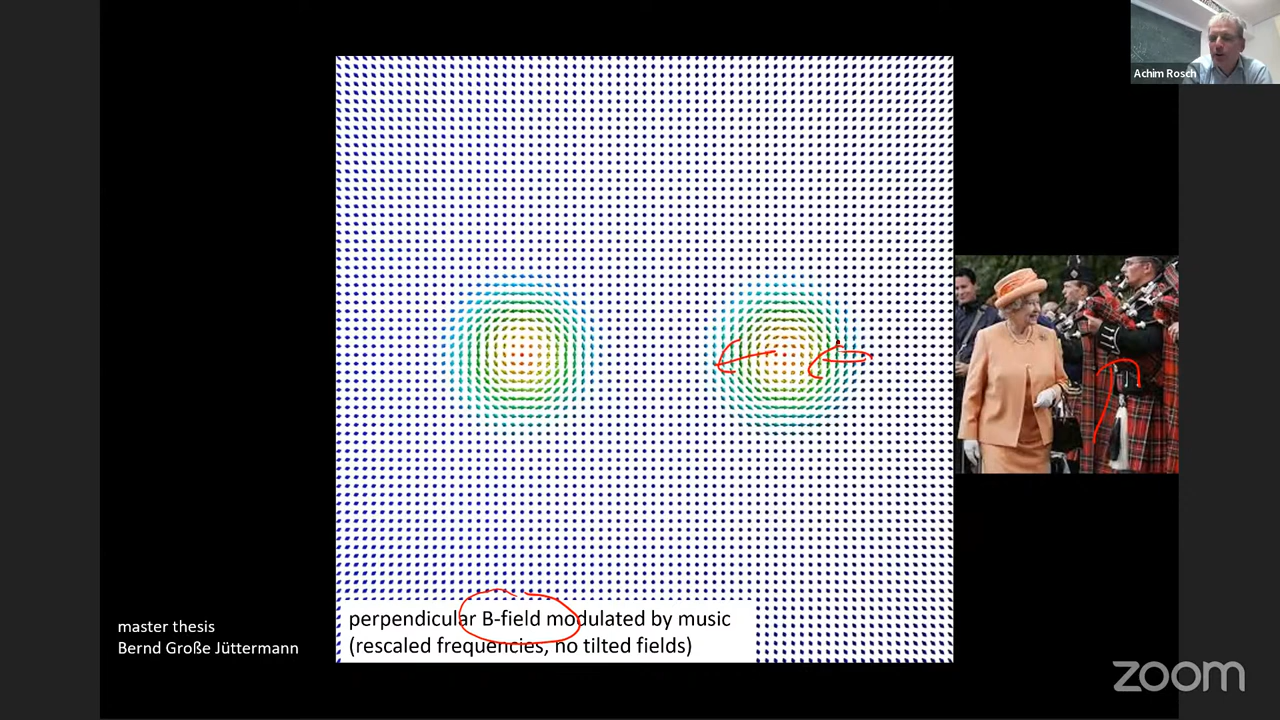 Achim Rosch
perpendicular B-field modulated by music
(rescaled frequencies, no tilted fields)
master thesis
Bernd Große Jüttermann
zoom